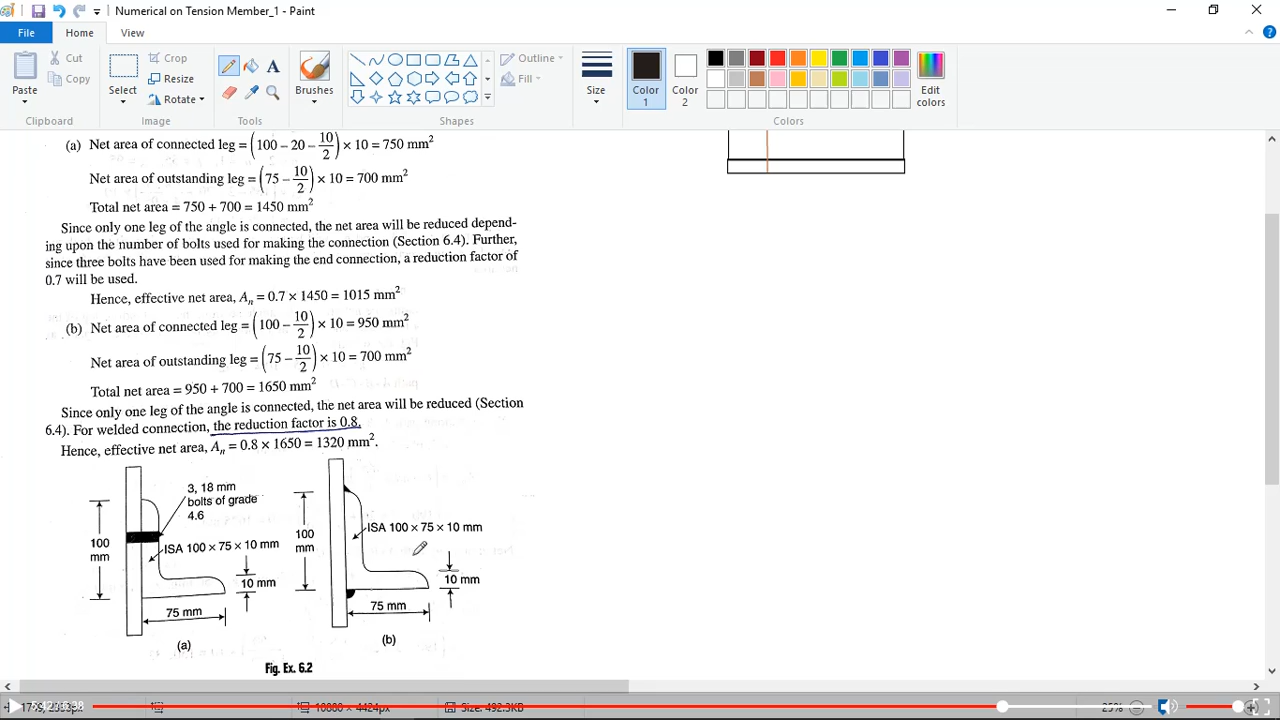 Numerical on Tension Member_1 - Paint
File Home View
Cut
Copy
Paste
Clipboard
Crop
Resize
Rotate
Select
Image
Tools
Brushes
Outline
Fill
Shapes
Size
Color 1
Color 2
Edit colors
Colors
(a) Net area of connected leg = (100 – 20 – 10/2) × 10 = 750 mm²
Net area of outstanding leg = (75 – 10/2) × 10 = 700 mm²
Total net area = 750 + 700 = 1450 mm²
Since only one leg of the angle is connected, the net area will be reduced depend-
ing upon the number of bolts used for making the connection (Section 6.4). Further,
since three bolts have been used for making the end connection, a reduction factor of
0.7 will be used.
Hence, effective net area, Aₙ = 0.7 × 1450 = 1015 mm²
(b) Net area of connected leg = (100 – 10/2) × 10 = 950 mm²
Net area of outstanding leg = (75 – 10/2) × 10 = 700 mm²
Total net area = 950 + 700 = 1650 mm²
Since only one leg of the angle is connected, the net area will be reduced (Section
6.4). For welded connection, the reduction factor is 0.8.
Hence, effective net area, Aₙ = 0.8 × 1650 = 1320 mm².
3, 18 mm
bolts of grade
4.6
100
mm
ISA 100 × 75 × 10 mm
10 mm
75 mm
(a)
100
mm
ISA 100 × 75 × 10 mm
10 mm
75 mm
(b)
Fig. Ex. 6.2
10880 × 4424px
Size: 492.3KB
25%